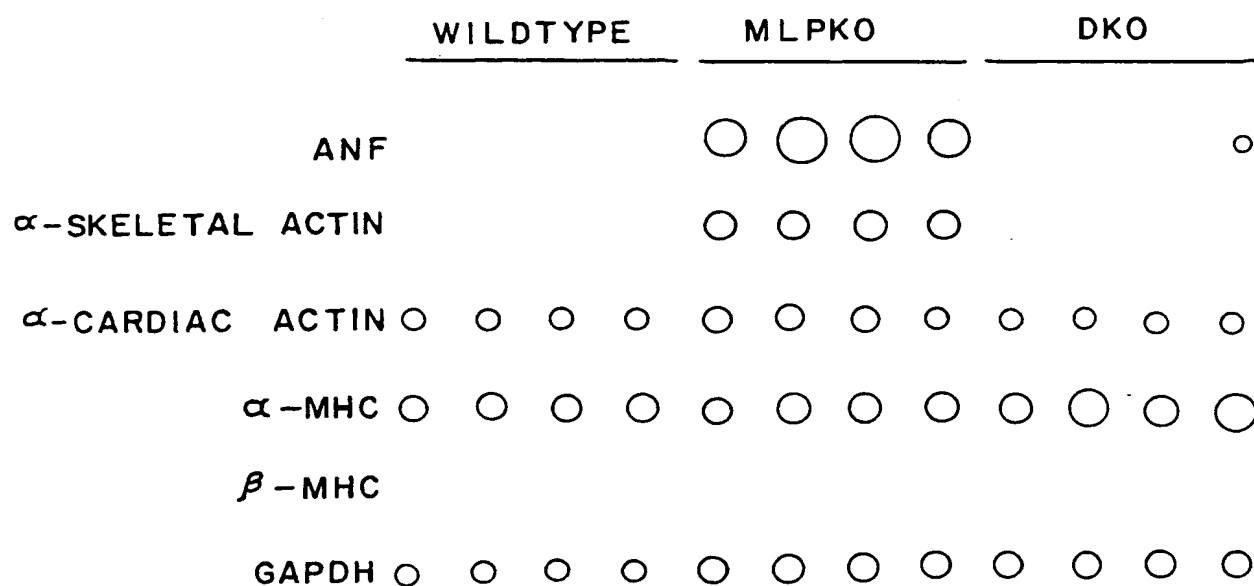 WILDTYPE MLPKO DKO
ANF
α-SKELETAL ACTIN
α-CARDIAC ACTIN
α-MHC
β-MHC
GAPDH